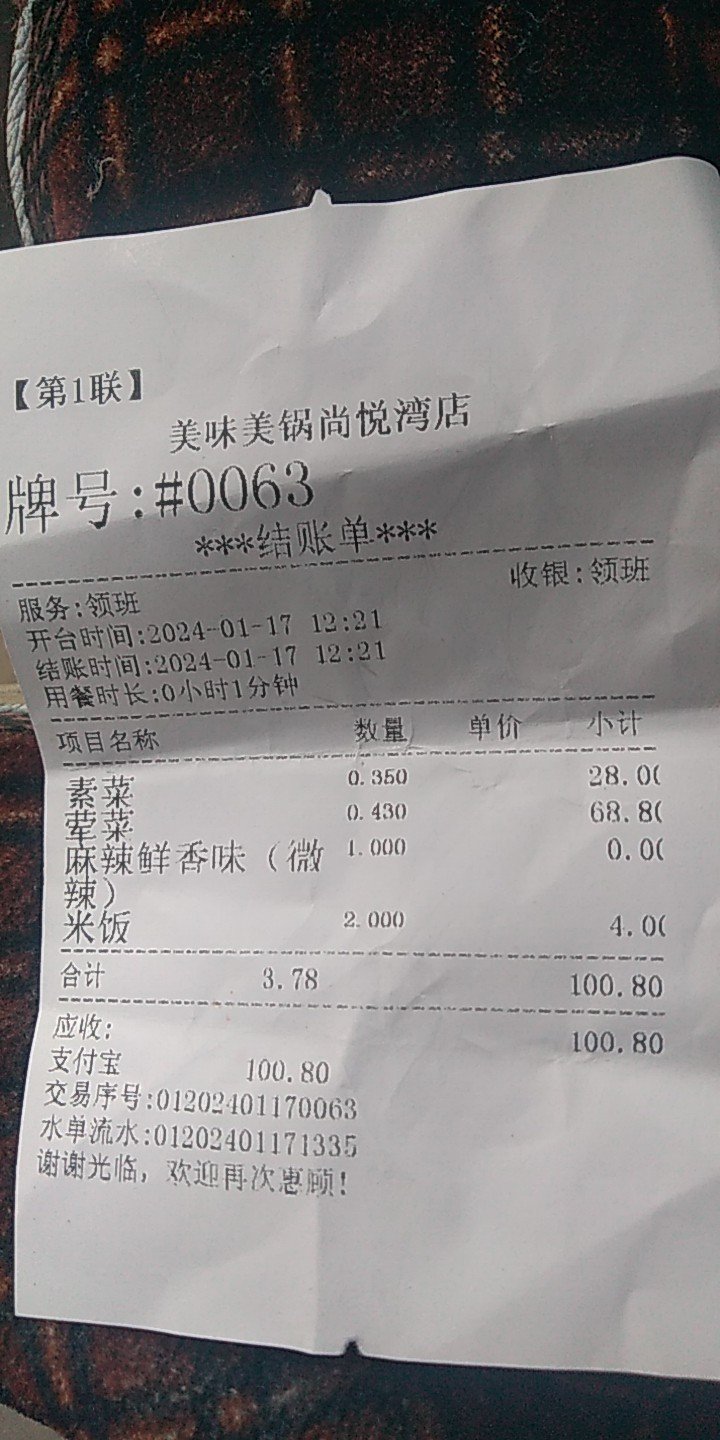 【第1联】
美味美锅尚悦湾店
牌号:#0063
***结账单***
服务:领班 收银:领班
开台时间:2024-01-17 12:21
结账时间:2024-01-17 12:21
用餐时长:0小时1分钟
项目名称 数量 单价 小计
素菜 0.350 28.0(
荤菜 0.430 68.8(
麻辣鲜香味（微 1.000 0.0(
辣）
米饭 2.000 4.0(
合计 3.78 100.80
应收: 100.80
支付宝 100.80
交易序号:01202401170063
水单流水:01202401171335
谢谢光临, 欢迎再次惠顾!